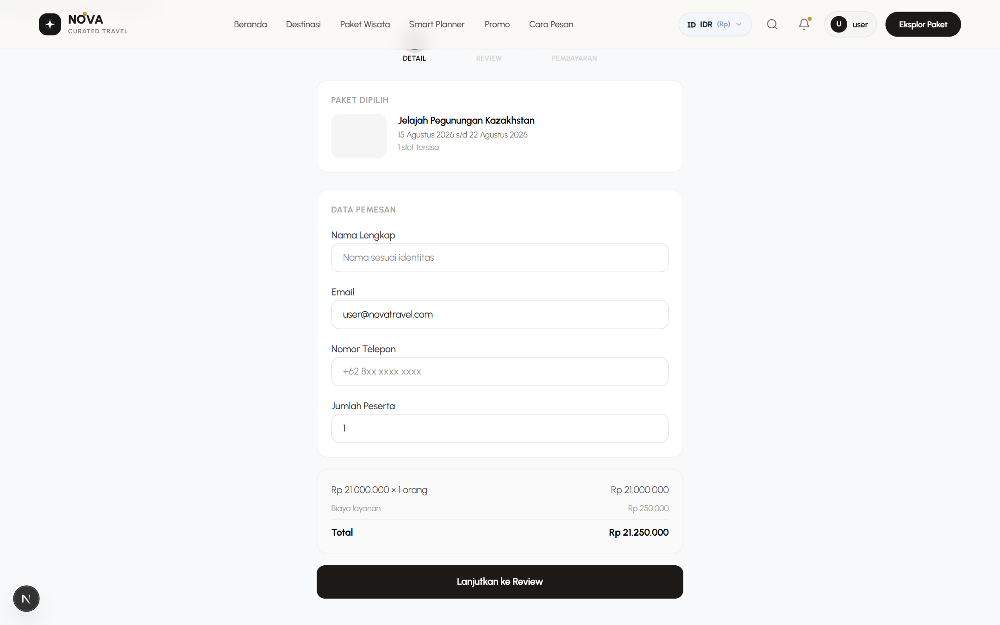 NOVA
CURATED TRAVEL
Beranda
Destinasi
Paket Wisata
Smart Planner
Promo
Cara Pesan
ID IDR (Rp)
U user
Eksplor Paket
DETAIL
REVIEW
PEMBAYARAN
PAKET DIPILIH
Jelajah Pegunungan Kazakhstan
15 Agustus 2026 s/d 22 Agustus 2026
1 slot tersisa
DATA PEMESAN
Nama Lengkap
Nama sesuai identitas
Email
user@novatravel.com
Nomor Telepon
+62 8xx xxxx xxxx
Jumlah Peserta
1
Rp 21.000.000 × 1 orang Rp 21.000.000
Biaya layanan Rp 250.000
Total Rp 21.250.000
Lanjutkan ke Review
N